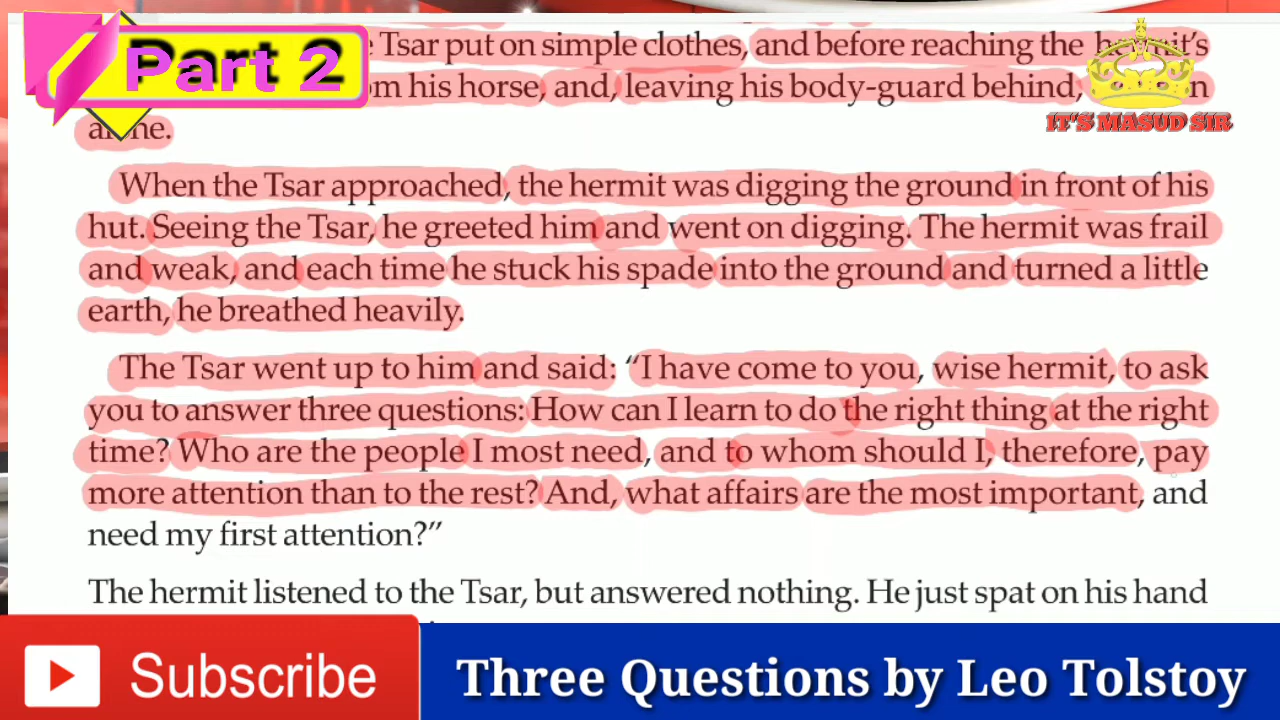 Part 2
Tsar put on simple clothes, and before reaching the hermit's
his horse, and, leaving his body-guard behind,
alone.
IT'S MASUD SIR
When the Tsar approached, the hermit was digging the ground in front of his
hut. Seeing the Tsar, he greeted him and went on digging. The hermit was frail
and weak, and each time he stuck his spade into the ground and turned a little
earth, he breathed heavily.
The Tsar went up to him and said: “I have come to you, wise hermit, to ask
you to answer three questions: How can I learn to do the right thing at the right
time? Who are the people I most need, and to whom should I, therefore, pay
more attention than to the rest? And, what affairs are the most important, and
need my first attention?”
The hermit listened to the Tsar, but answered nothing. He just spat on his hand
Subscribe
Three Questions by Leo Tolstoy